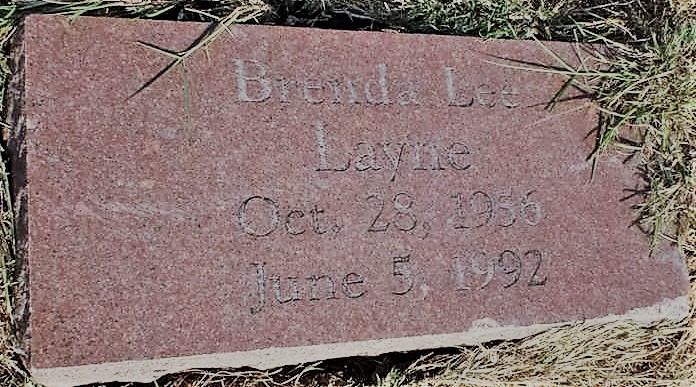 Brenda Lee
Layne
Oct. 28, 1956
June 5, 1992